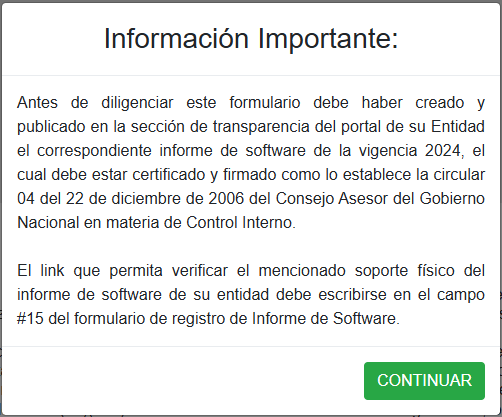 Información Importante:
Antes de diligenciar este formulario debe haber creado y
publicado en la sección de transparencia del portal de su Entidad
el correspondiente informe de software de la vigencia 2024, el
cual debe estar certificado y firmado como lo establece la circular
04 del 22 de diciembre de 2006 del Consejo Asesor del Gobierno
Nacional en materia de Control Interno.
El link que permita verificar el mencionado soporte físico del
informe de software de su entidad debe escribirse en el campo
#15 del formulario de registro de Informe de Software.
CONTINUAR